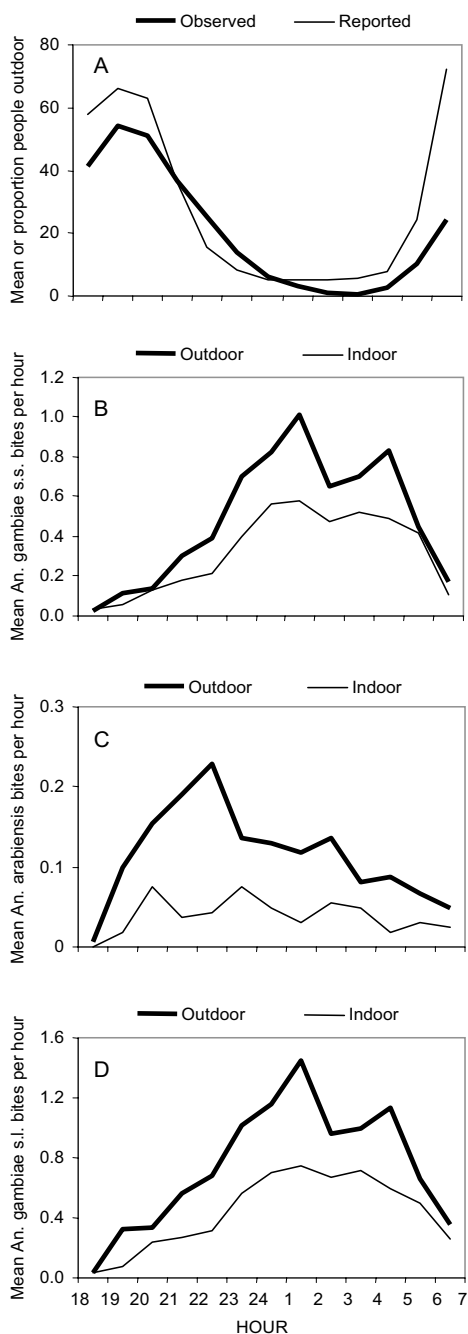 Observed Reported
A
Mean or proportion people outdoor
80
60
40
20
0
Outdoor Indoor
B
Mean An. gambiae s.s. bites per hour
1.2
1.0
0.8
0.6
0.4
0.2
0.0
Outdoor Indoor
C
Mean An. arabiensis bites per hour
0.3
0.2
0.1
0
Outdoor Indoor
D
Mean An. gambiae s.l. bites per hour
1.6
1.2
0.8
0.4
0.0
18 19 20 21 22 23 24 1 2 3 4 5 6 7
HOUR